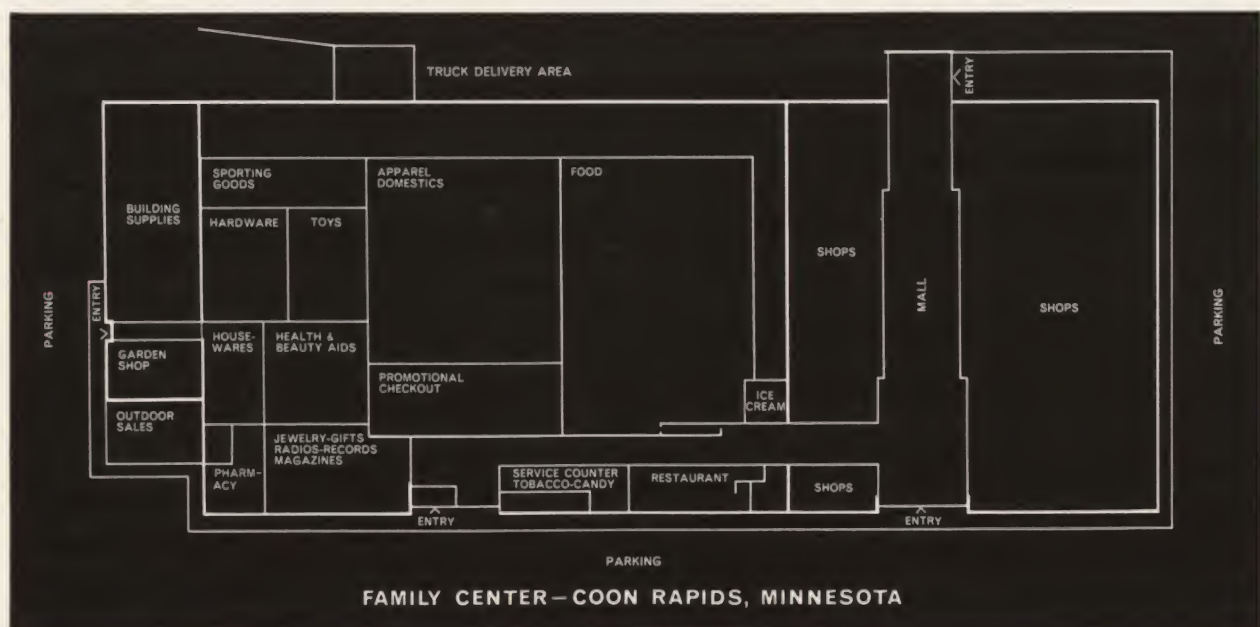 TRUCK DELIVERY AREA
ENTRY
SPORTING
GOODS
APPAREL
DOMESTICS
FOOD
BUILDING
SUPPLIES
HARDWARE
TOYS
SHOPS
MALL
SHOPS
PARKING
ENTRY
PARKING
GARDEN
SHOP
HOUSE-
WARES
HEALTH &
BEAUTY AIDS
PROMOTIONAL
CHECKOUT
ICE
CREAM
OUTDOOR
SALES
PHARM-
ACY
JEWELRY-GIFTS
RADIOS-RECORDS
MAGAZINES
SERVICE COUNTER
TOBACCO-CANDY
RESTAURANT
SHOPS
ENTRY
ENTRY
PARKING
FAMILY CENTER—COON RAPIDS, MINNESOTA